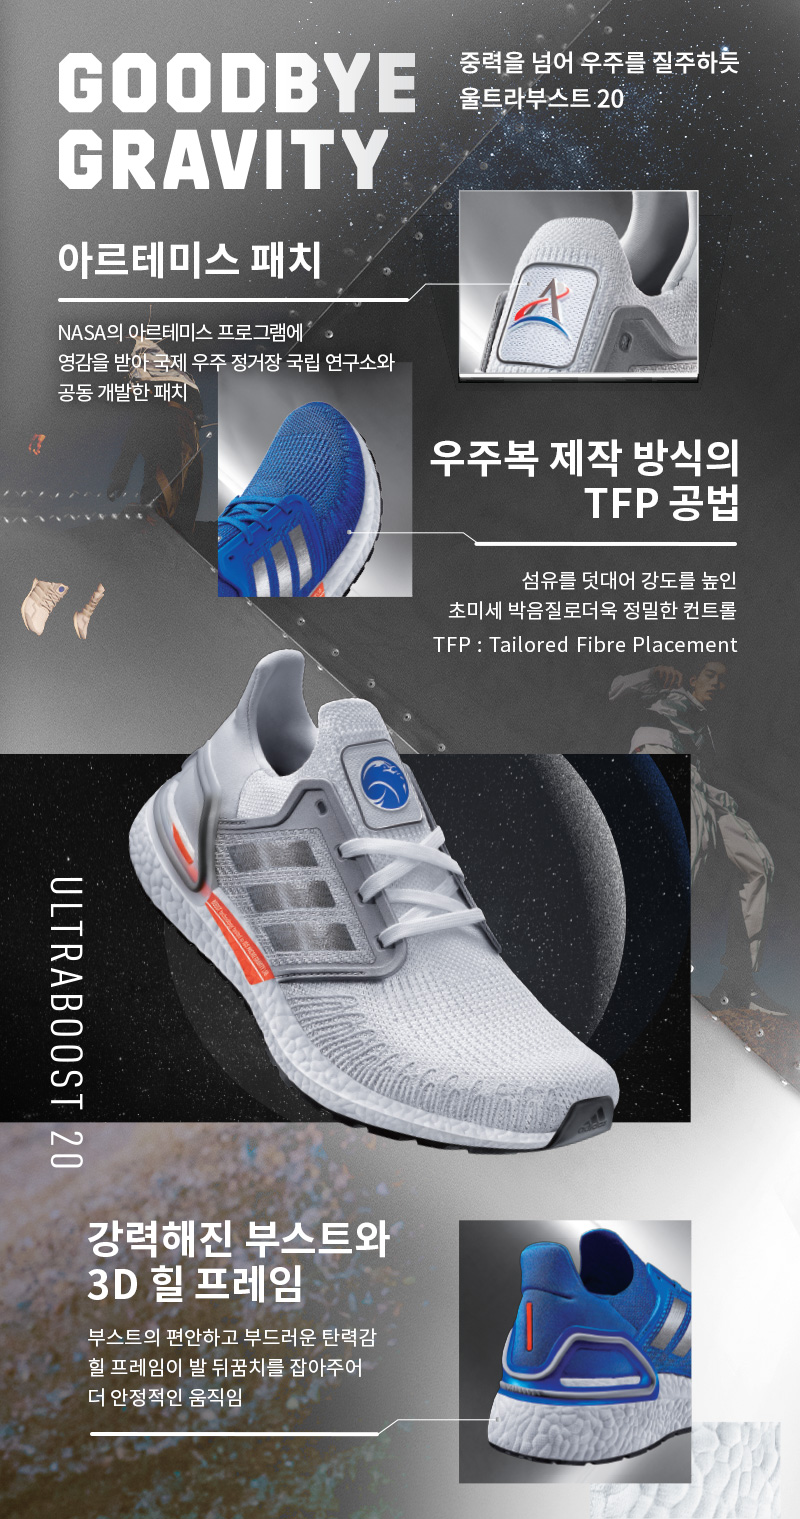 GOODBYE
GRAVITY
중력을 넘어 우주를 질주하듯
울트라부스트 20
아르테미스 패치
NASA의 아르테미스 프로그램에
영감을 받아 국제 우주 정거장 국립 연구소와
공동 개발한 패치
우주복 제작 방식의
TFP 공법
섬유를 덧대어 강도를 높인
초미세 박음질로더욱 정밀한 컨트롤
TFP : Tailored Fibre Placement
ULTRABOOST 20
강력해진 부스트와
3D 힐 프레임
부스트의 편안하고 부드러운 탄력감
힐 프레임이 발 뒤꿈치를 잡아주어
더 안정적인 움직임